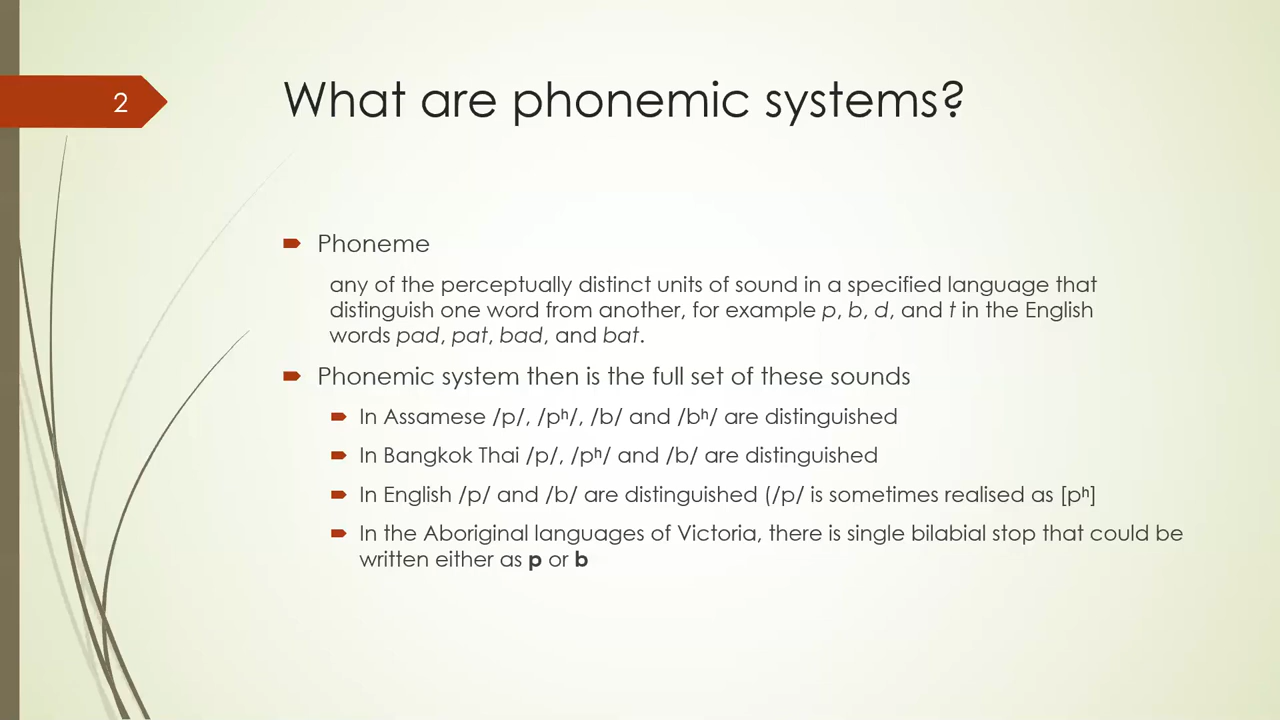 2
What are phonemic systems?
Phoneme
any of the perceptually distinct units of sound in a specified language that
distinguish one word from another, for example p, b, d, and t in the English
words pad, pat, bad, and bat.
Phonemic system then is the full set of these sounds
In Assamese /p/, /pʰ/, /b/ and /bʰ/ are distinguished
In Bangkok Thai /p/, /pʰ/ and /b/ are distinguished
In English /p/ and /b/ are distinguished (/p/ is sometimes realised as [pʰ]
In the Aboriginal languages of Victoria, there is single bilabial stop that could be
written either as p or b